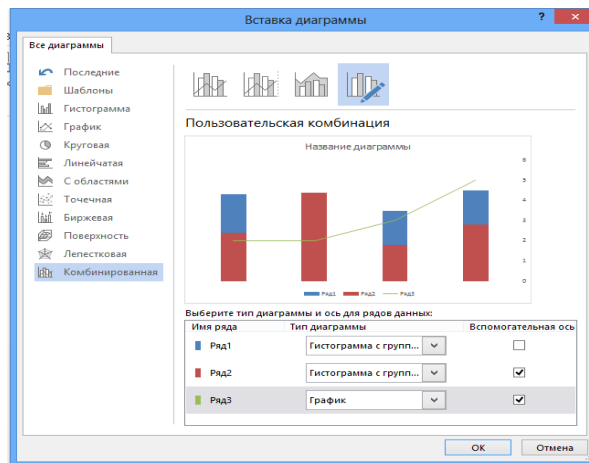 Вставка диаграммы
?
Все диаграммы
Последние
Шаблоны
Гистограмма
График
Круговая
Линейчатая
С областями
Точечная
Биржевая
Поверхность
Лепестковая
Комбинированная
Пользовательская комбинация
Название диаграммы
6
5
4
3
2
1
0
Ряд1 Ряд2 Ряд3
Выберите тип диаграммы и ось для рядов данных:
Имя ряда Тип диаграммы Вспомогательная ось
Ряд1 Гистограмма с групп...
Ряд2 Гистограмма с групп...
Ряд3 График
ОК Отмена